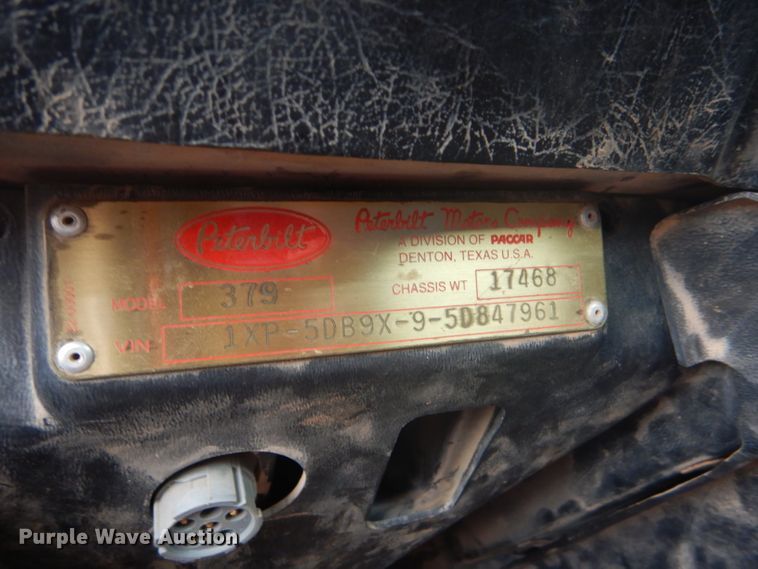 Peterbilt
Peterbilt Motors Company
A DIVISION OF PACCAR
DENTON, TEXAS U.S.A.
MODEL 379
CHASSIS WT 17468
VIN 1XP-5DB9X-9-5D847961
Purple Wave Auction